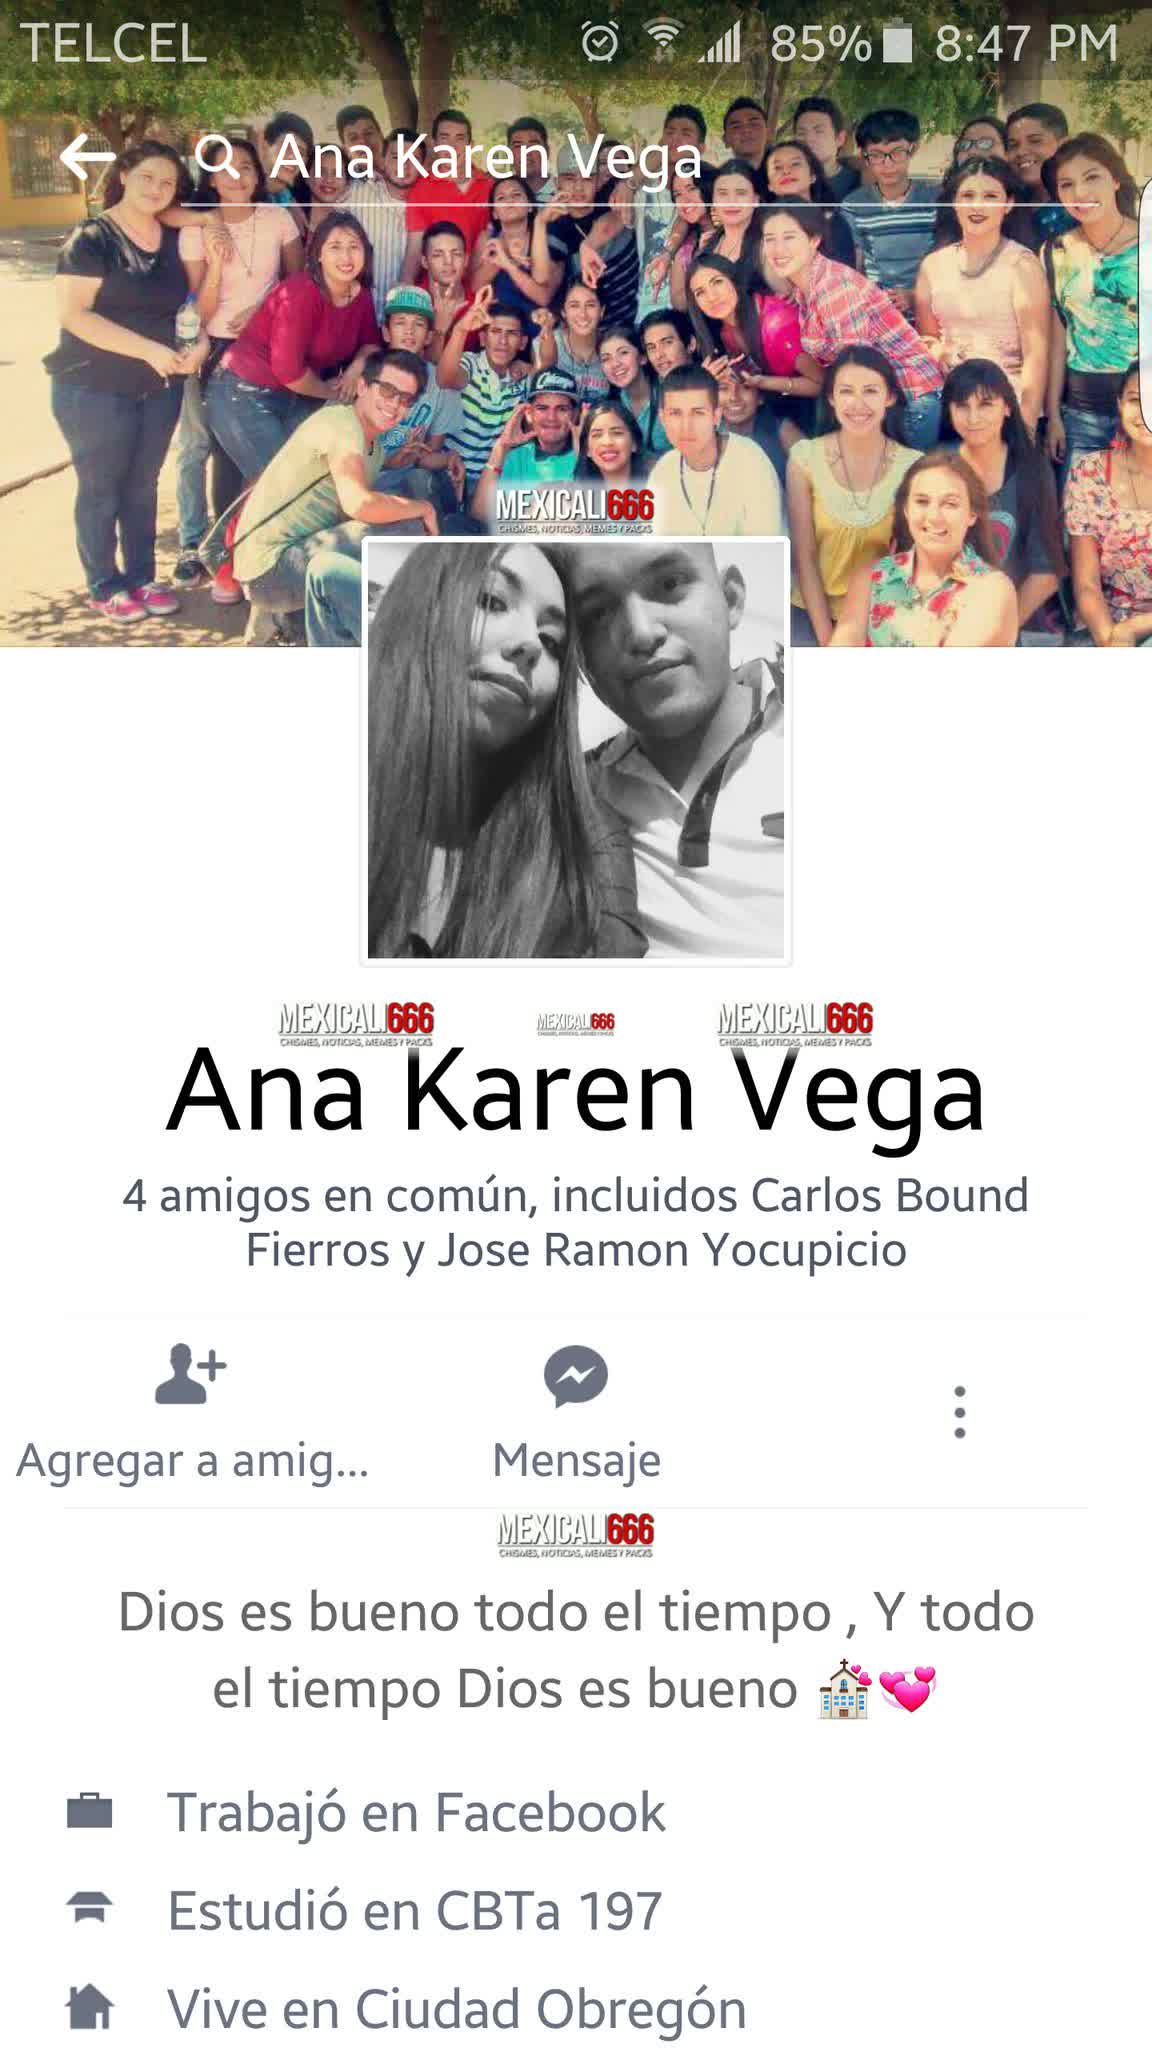 TELCEL 85% 8:47 PM
Ana Karen Vega
MEXICALI666
CHISMES, NOTICIAS, MEMES Y PACKS
MEXICALI666 MEXICALI666 MEXICALI666
CHISMES, NOTICIAS, MEMES Y PACKS CHISMES, NOTICIAS, MEMES Y PACKS
Ana Karen Vega
4 amigos en común, incluidos Carlos Bound
Fierros y Jose Ramon Yocupicio
Agregar a amig... Mensaje
MEXICALI666
CHISMES, NOTICIAS, MEMES Y PACKS
Dios es bueno todo el tiempo , Y todo
el tiempo Dios es bueno
Trabajó en Facebook
Estudió en CBTa 197
Vive en Ciudad Obregón